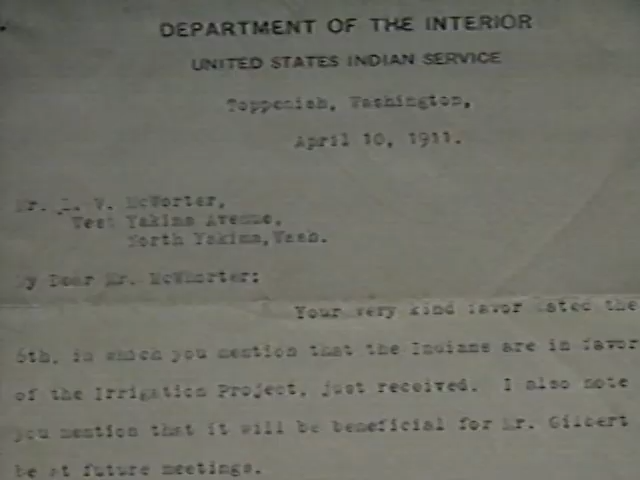 DEPARTMENT OF THE INTERIOR
UNITED STATES INDIAN SERVICE
Toppenish, Washington,
April 10, 1911.
Mr. L. V. McWorter,
West Yakima Avenue,
North Yakima, Wash.
My Dear Mr. McWhorter:
Your very kind favor dated the
6th, in which you mention that the Indians are in favor
of the Irrigation Project, just received. I also note
you mention that it will be beneficial for Mr. Gilbert
be at future meetings.